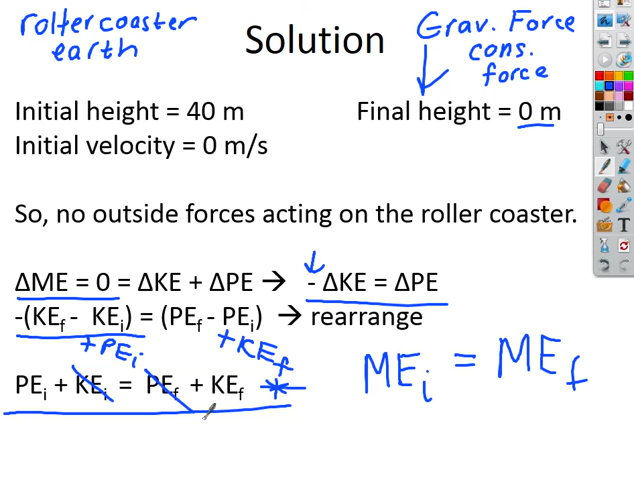 rollercoaster
earth
Solution
Grav. Force
cons.
force
Initial height = 40 m
Final height = 0 m
Initial velocity = 0 m/s
So, no outside forces acting on the roller coaster.
ΔME = 0 = ΔKE + ΔPE → - ΔKE = ΔPE
-(KEf - KEi) = (PEf - PEi) → rearrange
+PEi
+KEf
PEi + KEi = PEf + KEf
MEi = MEf